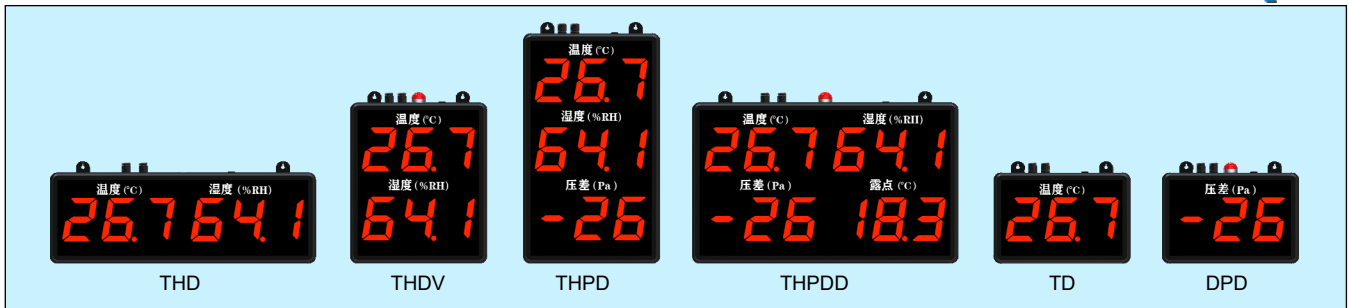 温度(℃) 湿度(%RH)
26.7 64.1
THD
温度(℃)
26.7
湿度(%RH)
64.1
THDV
温度(℃)
26.7
湿度(%RH)
64.1
压差(Pa)
-26
THPD
温度(℃) 湿度(%RH)
26.7 64.1
压差(Pa) 露点(℃)
-26 18.3
THPDD
温度(℃)
26.7
TD
压差(Pa)
-26
DPD